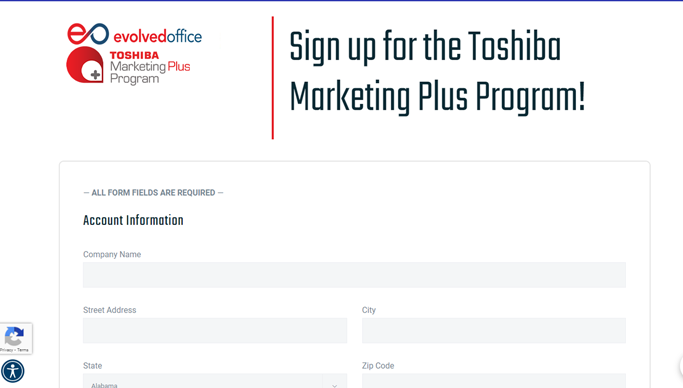 evolvedoffice
TOSHIBA
Marketing Plus
Program
Sign up for the Toshiba
Marketing Plus Program!
— ALL FORM FIELDS ARE REQUIRED —
Account Information
Company Name
Street Address
City
State
Zip Code
Alabama
Privacy - Terms